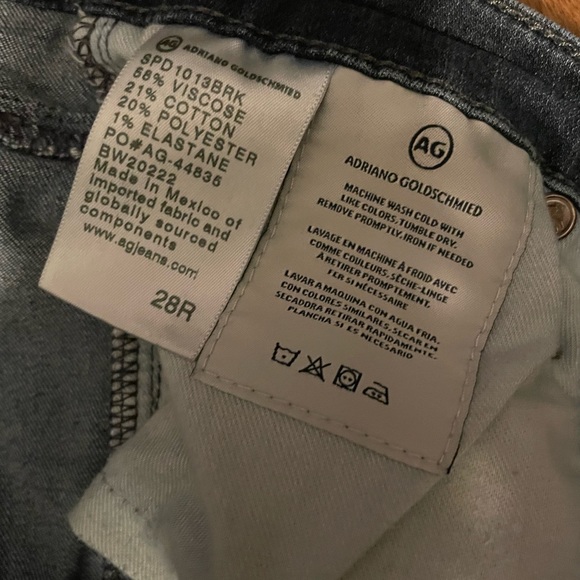 AG ADRIANO GOLDSCHMIED
SPD1013BRK
58% VISCOSE
21% COTTON
20% POLYESTER
1% ELASTANE
PO#AG-44835
BW20222
Made in Mexico of
imported fabric and
globally sourced
components
www.agjeans.com
28R
AG
ADRIANO GOLDSCHMIED
MACHINE WASH COLD WITH
LIKE COLORS, TUMBLE DRY.
REMOVE PROMPTLY, IRON IF NEEDED
LAVAGE EN MACHINE À FROID AVEC
COMME COULEURS, SÈCHE-LINGE
À RETIRER PROMPTEMENT,
FER SI NÉCESSAIRE
LAVAR A MAQUINA CON AGUA FRIA,
CON COLORES SIMILARES, SECAR EN
SECADORA RETIRAR RAPIDAMENTE,
PLANCHA SI ES NECESARIO